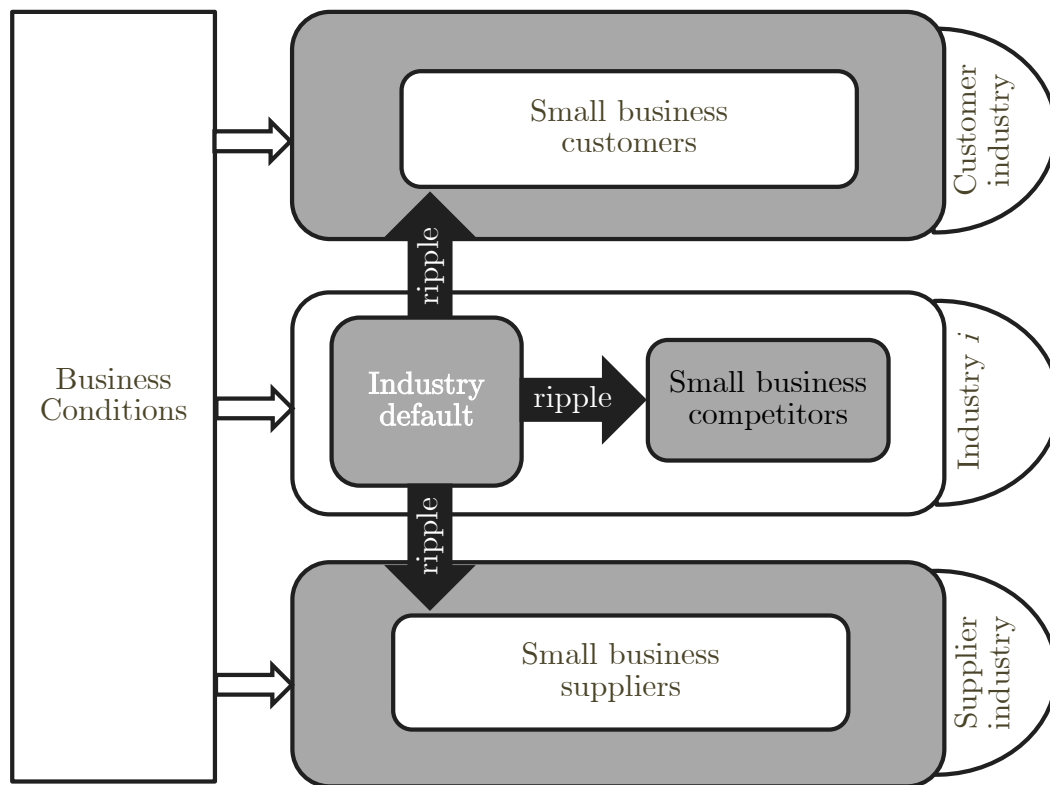 Small business
customers
Customer
industry
ripple
Business
Conditions
Industry
default
ripple
Small business
competitors
Industry i
ripple
Small business
suppliers
Supplier
industry